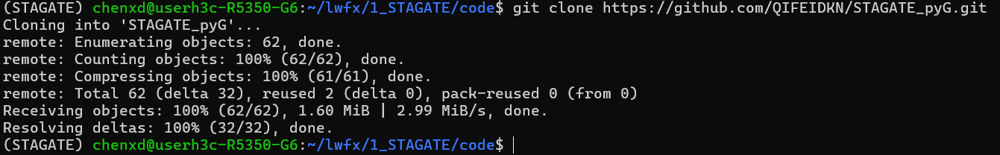 (STAGATE) chenxd@userh3c-R5350-G6:~/lwfx/1_STAGATE/code$ git clone https://github.com/QIFEIDKN/STAGATE_pyG.git
Cloning into 'STAGATE_pyG'...
remote: Enumerating objects: 62, done.
remote: Counting objects: 100% (62/62), done.
remote: Compressing objects: 100% (61/61), done.
remote: Total 62 (delta 32), reused 2 (delta 0), pack-reused 0 (from 0)
Receiving objects: 100% (62/62), 1.60 MiB | 2.99 MiB/s, done.
Resolving deltas: 100% (32/32), done.
(STAGATE) chenxd@userh3c-R5350-G6:~/lwfx/1_STAGATE/code$